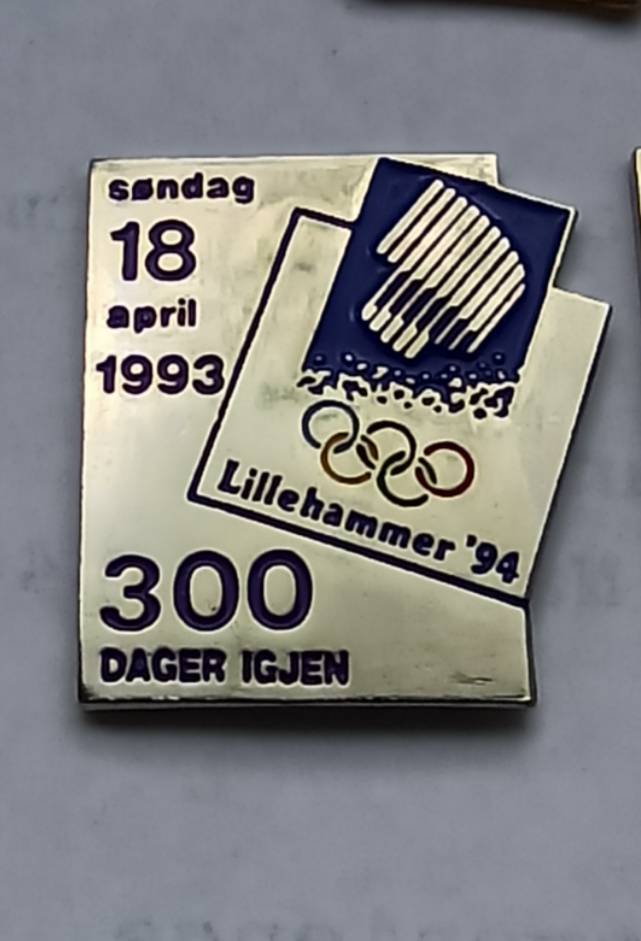 søndag
18
april
1993
Lillehammer '94
300
DAGER IGJEN